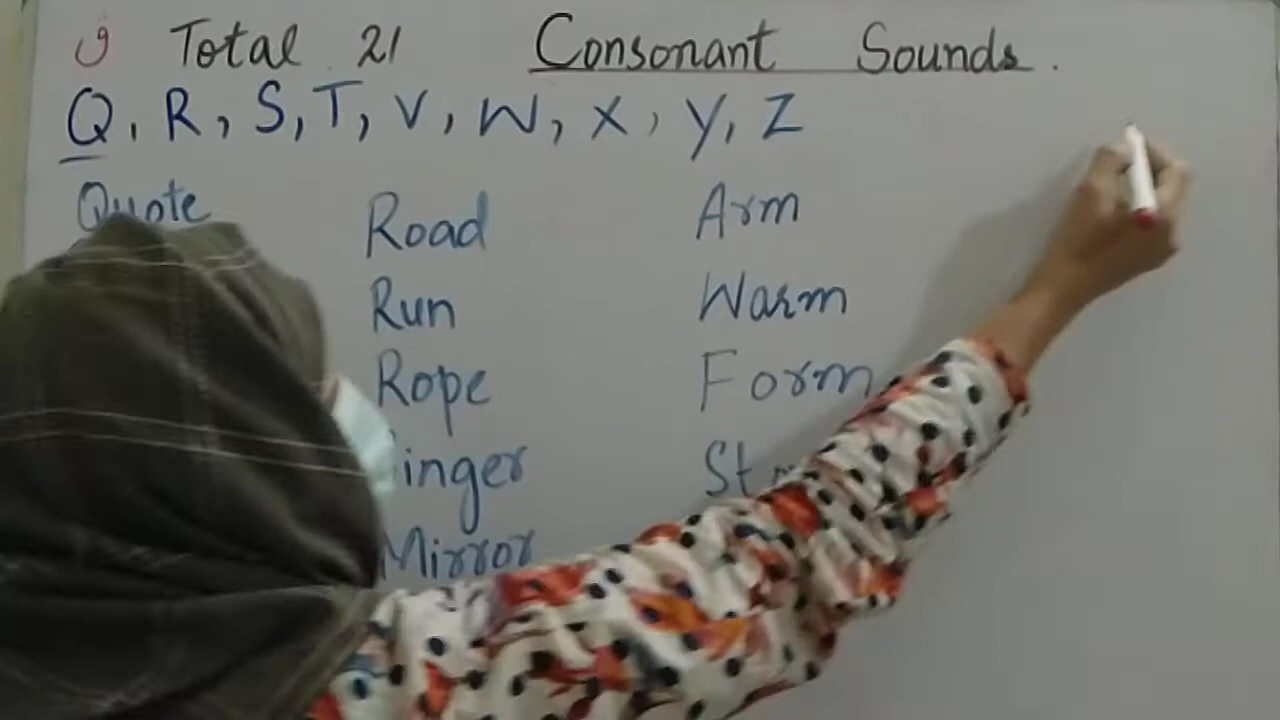 و Total 21 Consonant Sounds.
Q, R, S, T, V, W, X, Y, Z
Quote Road Arm
Run Warm
Rope Form
Mirror